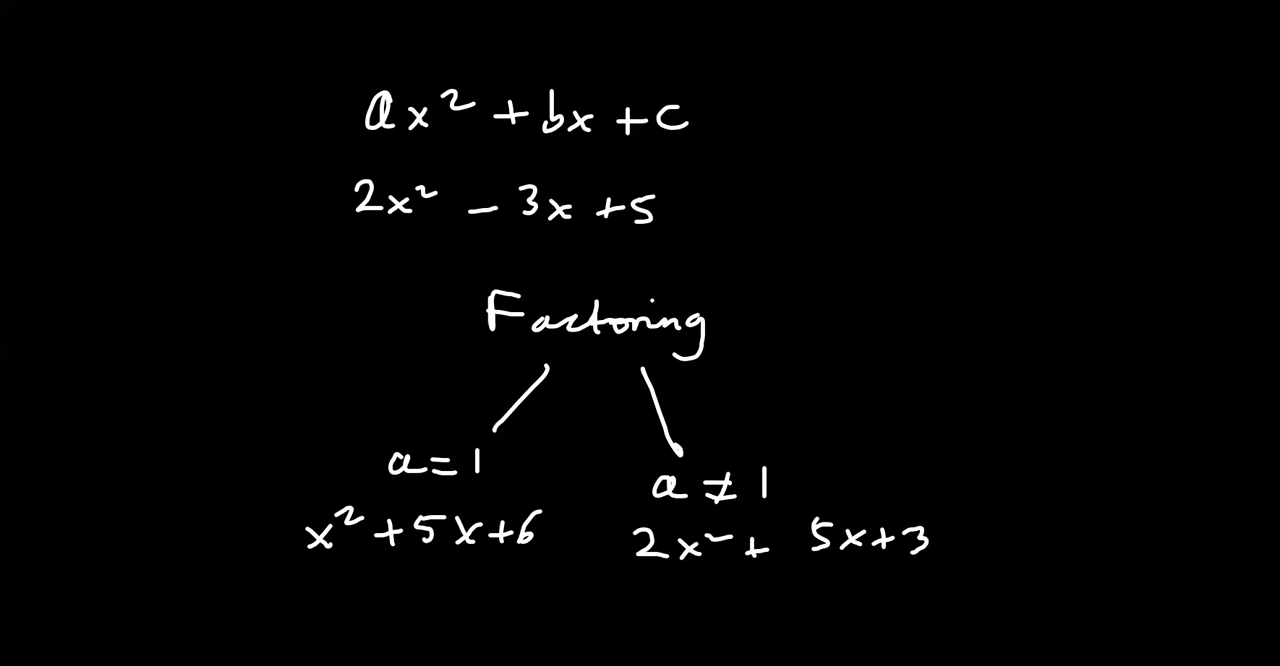 ax² + bx + c
2x² - 3x + 5
Factoring
a = 1
x² + 5x + 6
a ≠ 1
2x² + 5x + 3